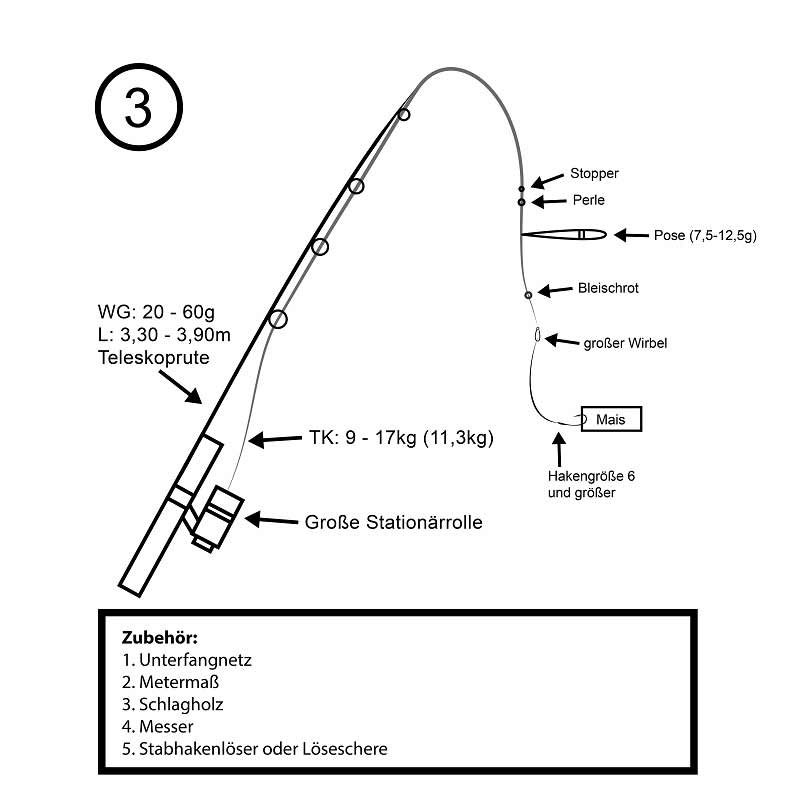 3
Stopper
Perle
Pose (7,5-12,5g)
Bleischrot
WG: 20 - 60g
L: 3,30 - 3,90m
Teleskoprute
großer Wirbel
Mais
TK: 9 - 17kg (11,3kg)
Hakengröße 6
und größer
Große Stationärrolle
Zubehör:
1. Unterfangnetz
2. Metermaß
3. Schlagholz
4. Messer
5. Stabhakenlöser oder Löseschere